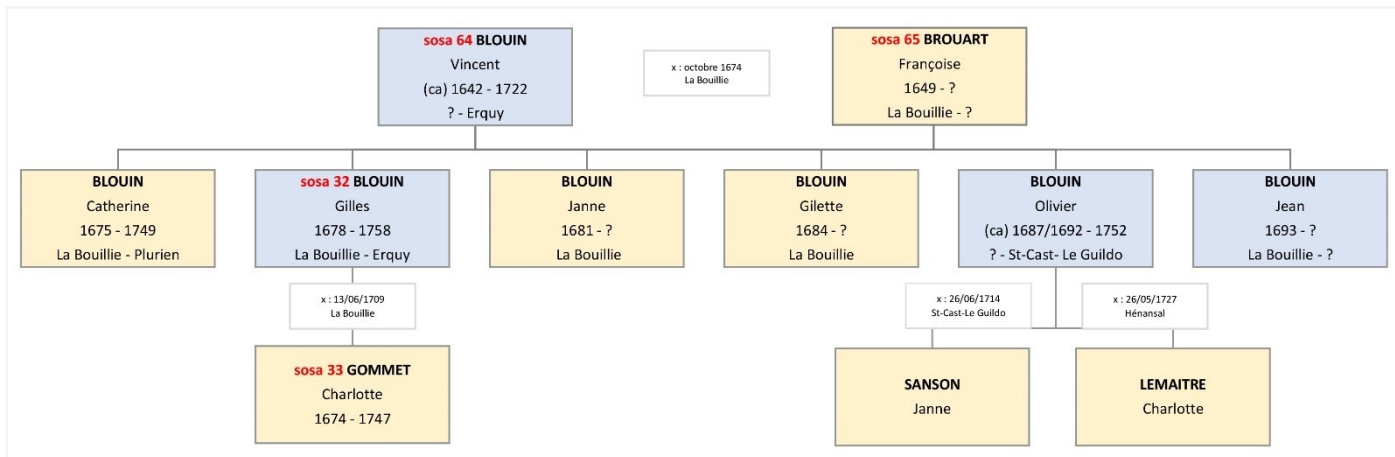 sosa 64 BLOUIN
Vincent
(ca) 1642 - 1722
? - Erquy
x : octobre 1674
La Bouillie
sosa 65 BROUART
Françoise
1649 - ?
La Bouillie - ?
BLOUIN
Catherine
1675 - 1749
La Bouillie - Plurien
sosa 32 BLOUIN
Gilles
1678 - 1758
La Bouillie - Erquy
BLOUIN
Janne
1681 - ?
La Bouillie
BLOUIN
Gilette
1684 - ?
La Bouillie
BLOUIN
Olivier
(ca) 1687/1692 - 1752
? - St-Cast- Le Guildo
BLOUIN
Jean
1693 - ?
La Bouillie - ?
x : 13/06/1709
La Bouillie
x : 26/06/1714
St-Cast-Le Guildo
x : 26/05/1727
Hénansal
sosa 33 GOMMET
Charlotte
1674 - 1747
SANSON
Janne
LEMAITRE
Charlotte